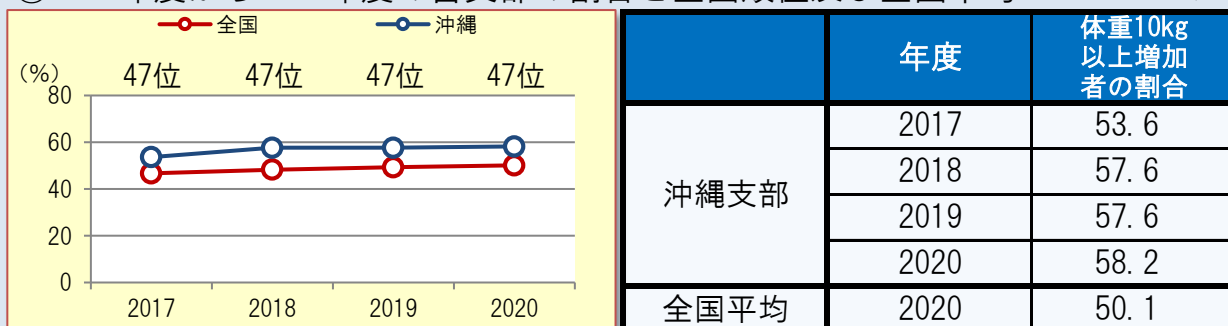 全国 沖縄
(%) 47位 47位 47位 47位
80
60
40
20
0
2017 2018 2019 2020
年度 体重10kg
以上増加
者の割合
沖縄支部
2017 53.6
2018 57.6
2019 57.6
2020 58.2
全国平均 2020 50.1